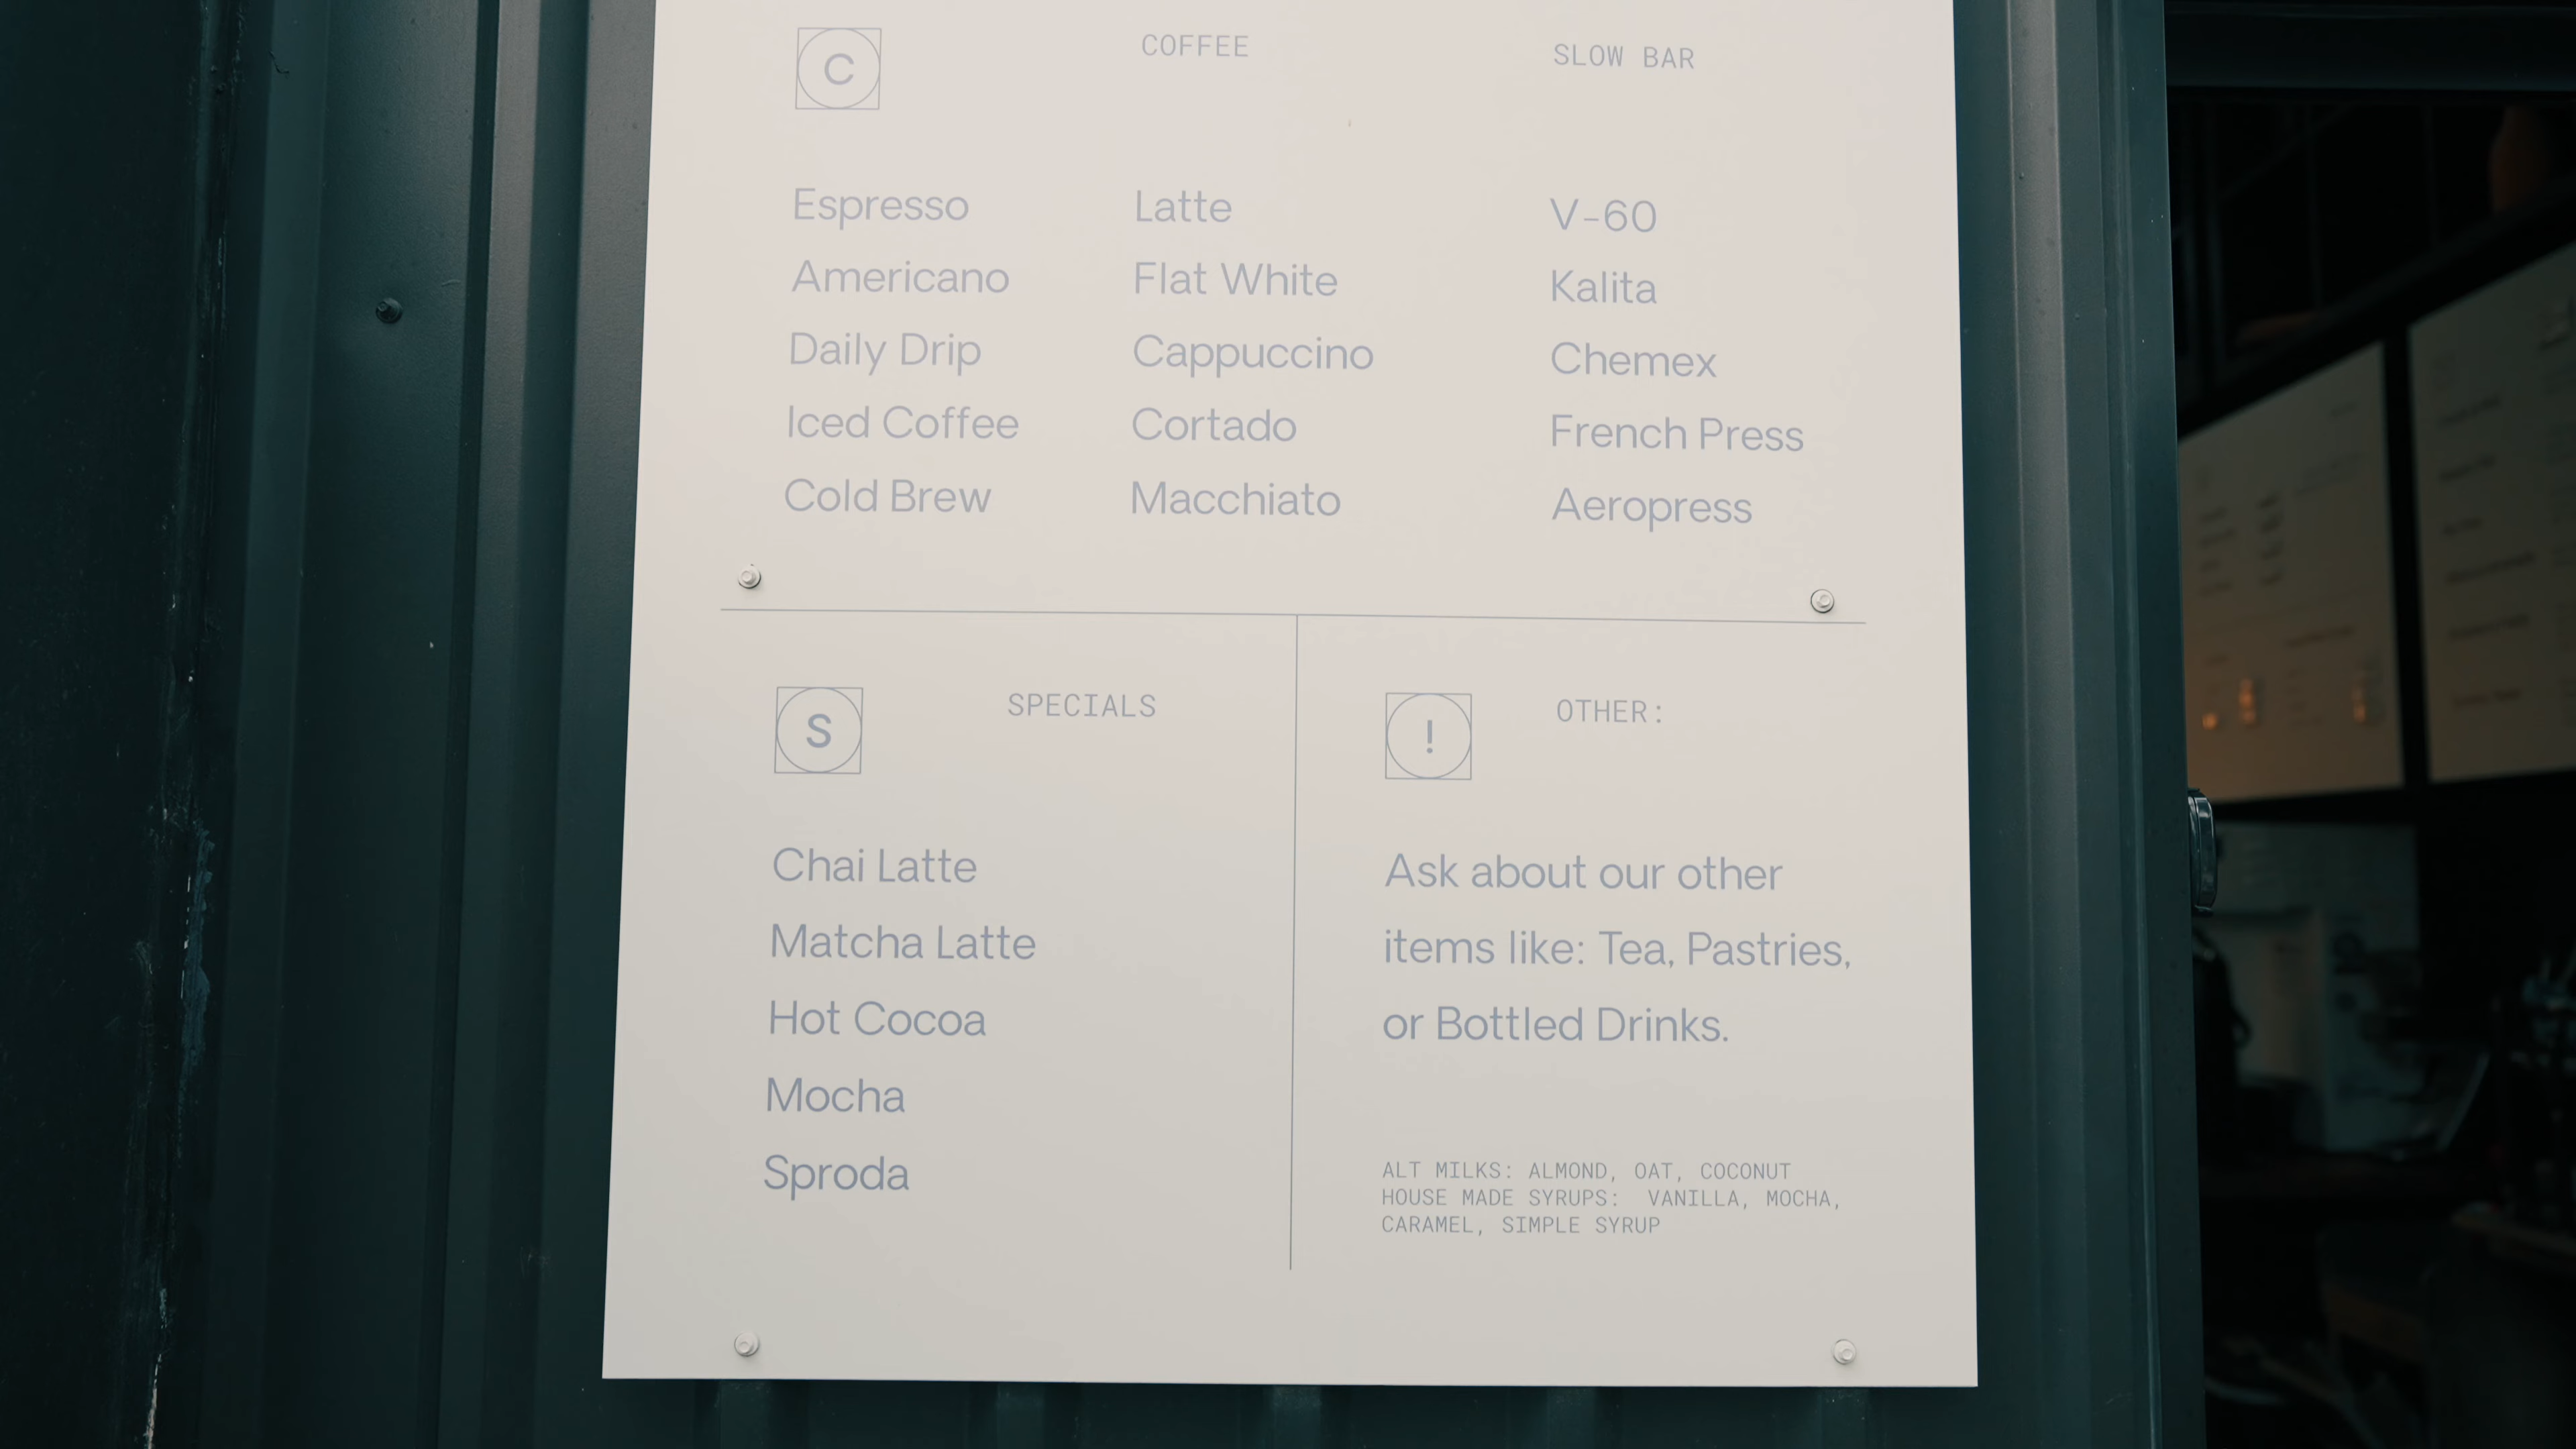 C
COFFEE
SLOW BAR
Espresso
Americano
Daily Drip
Iced Coffee
Cold Brew
Latte
Flat White
Cappuccino
Cortado
Macchiato
V-60
Kalita
Chemex
French Press
Aeropress
S
SPECIALS
Chai Latte
Matcha Latte
Hot Cocoa
Mocha
Sproda
!
OTHER:
Ask about our other
items like: Tea, Pastries,
or Bottled Drinks.
ALT MILKS: ALMOND, OAT, COCONUT
HOUSE MADE SYRUPS: VANILLA, MOCHA,
CARAMEL, SIMPLE SYRUP